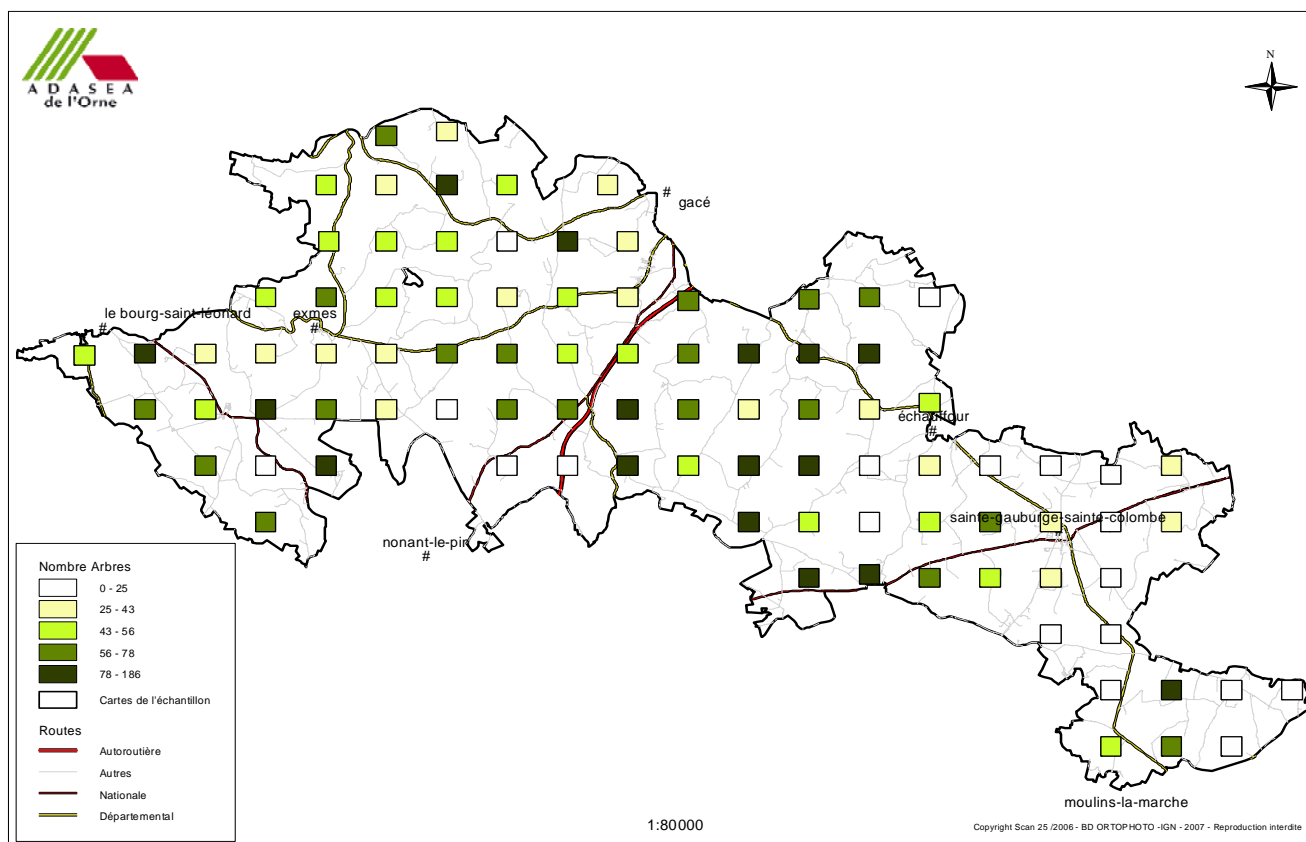 ADASEA
de l'Orne
N
gacé
le bourg-saint-léonard
exmes
échauffour
sainte-gauburge-sainte-colombe
nonant-le-pin
moulins-la-marche
Nombre Arbres
0 - 25
25 - 43
43 - 56
56 - 78
78 - 186
Cartes de l'échantillon
Routes
Autoroutière
Autres
Nationale
Départemental
1:80000
Copyright Scan 25 /2006 - BD ORTOPHOTO -IGN - 2007 - Reproduction interdite